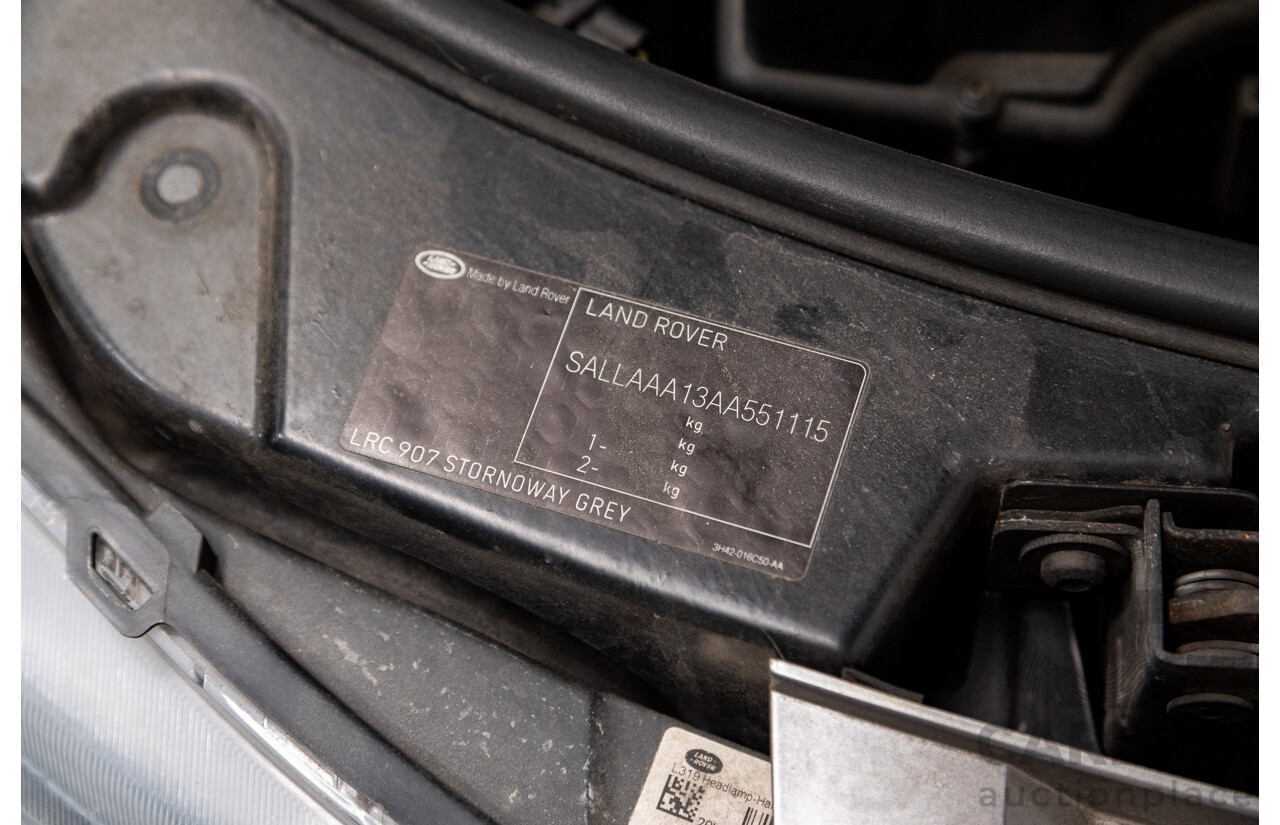 LAND ROVER
Made by Land Rover
LAND ROVER
SALLAAA13AA551115
kg
1- kg
2- kg
kg
LRC 907 STORNOWAY GREY
3H42-016C50-AA
LAND ROVER
L319 Headlamp-Ha
auctionplace